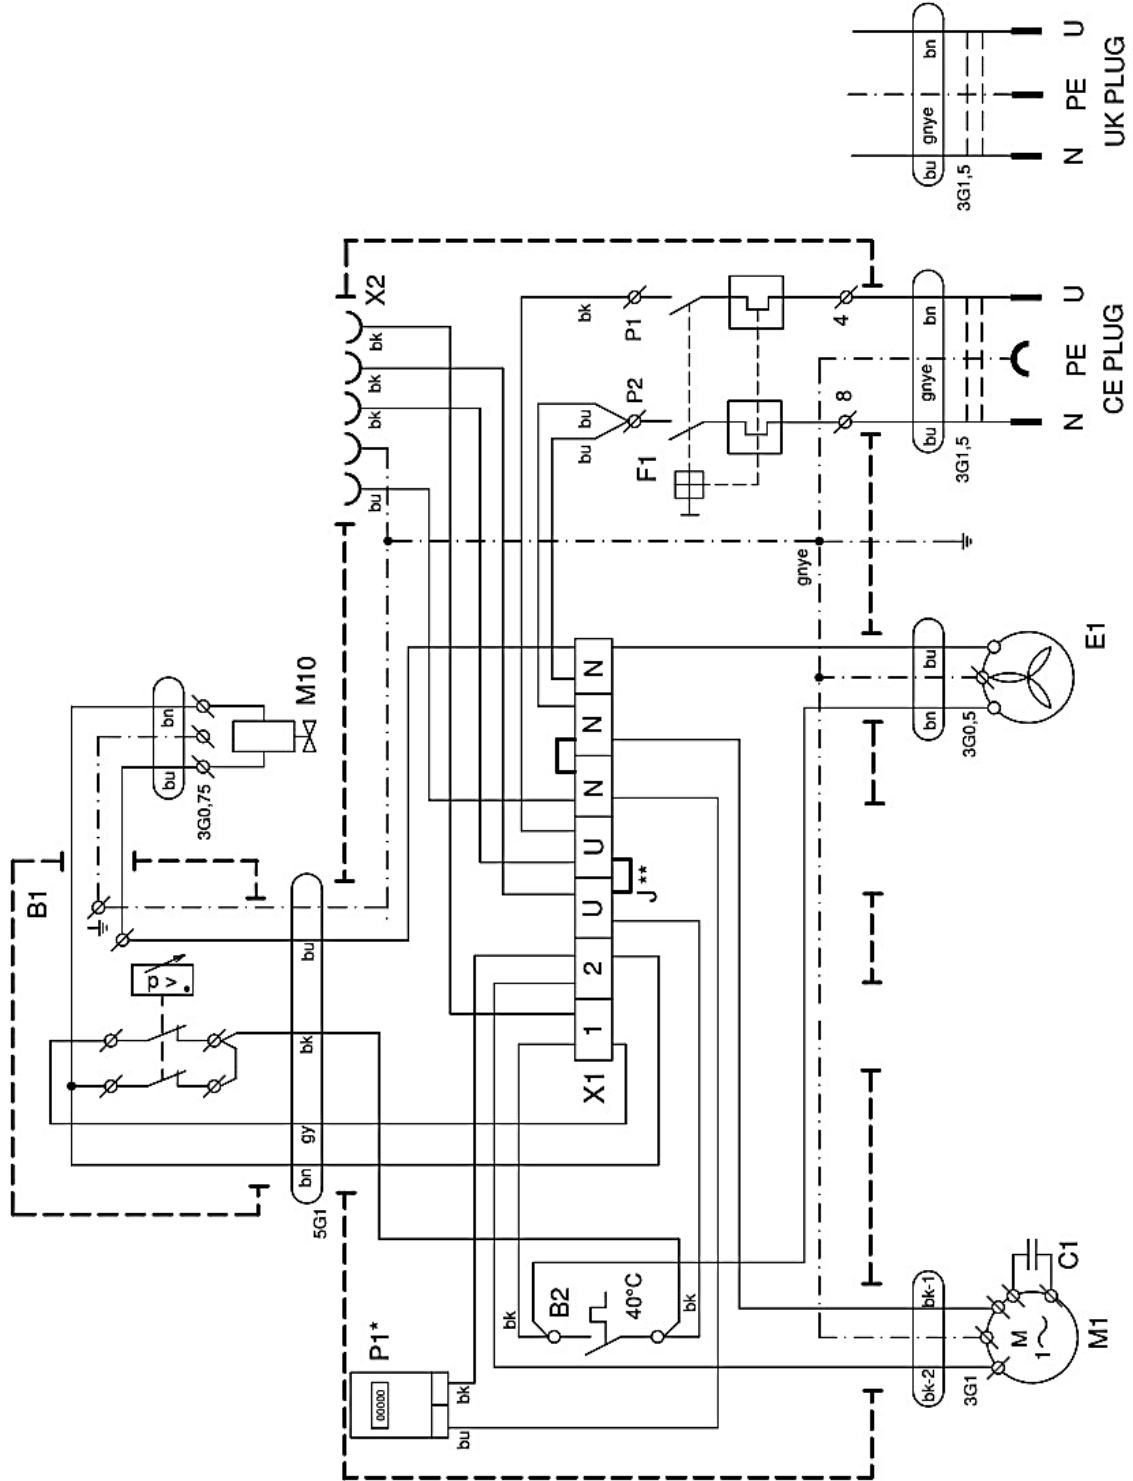 U
bn
PE
gnye
UK PLUG
N
bu
3G1,5
X2
bk
bk
bk
bu
bk
P1
4
bn
U
P2
bu
bu
8
gnye
PE
CE PLUG
F1
bu
N
3G1,5
gnye
M10
bn
bu
3G0,75
N
N
N
U
U
2
1
X1
J**
bu
E1
bn
3G0,5
B1
p
v
bu
bk
gy
bn
5G1
P1*
00000
bk
bu
bk
B2
40°C
bk
bk-1
C1
M
1~
M1
bk-2
3G1